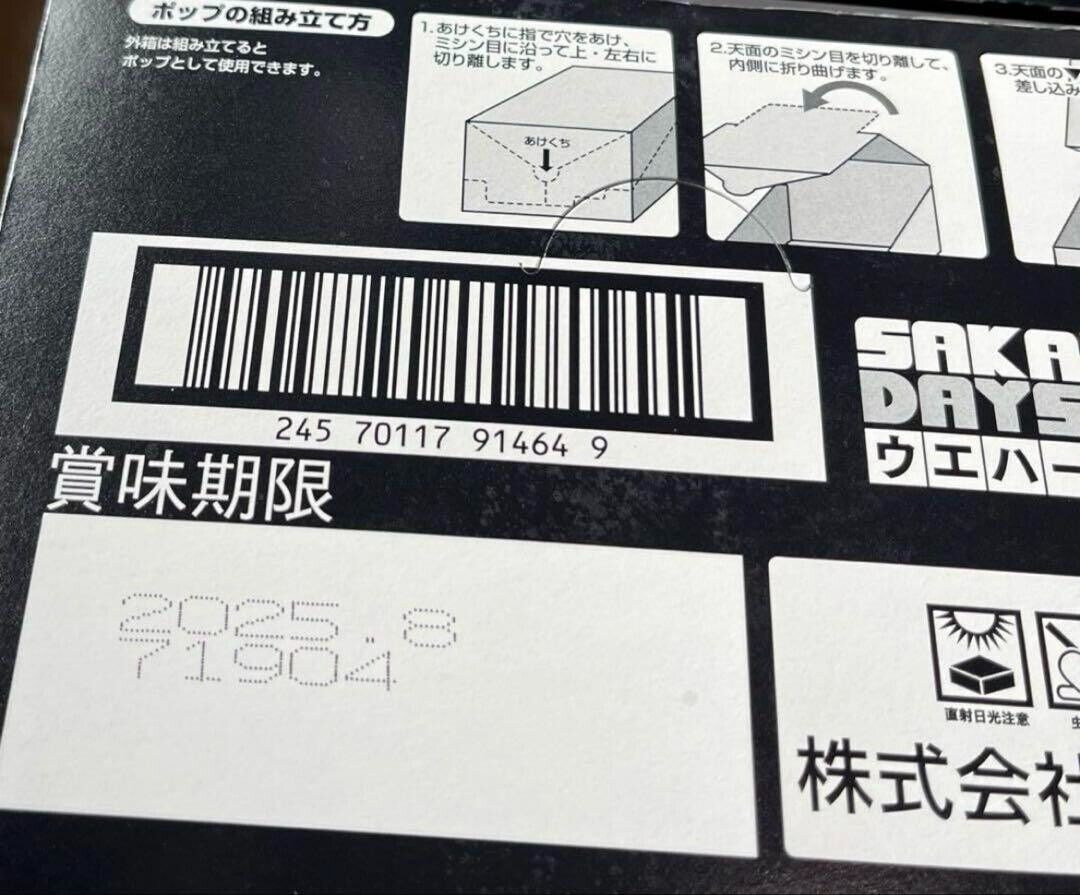 ポップの組み立て方
外箱は組み立てると
ポップとして使用できます。
1.あけくちに指で穴をあけ、
ミシン目に沿って上・左右に
切り離します。
あけくち
2.天面のミシン目を切り離して、
内側に折り曲げます。
3.天面の
差し込み
245 70117 91464 9
SAKA
DAYS
ウエハー
賞味期限
2025.8
71904
直射日光注意
株式会社